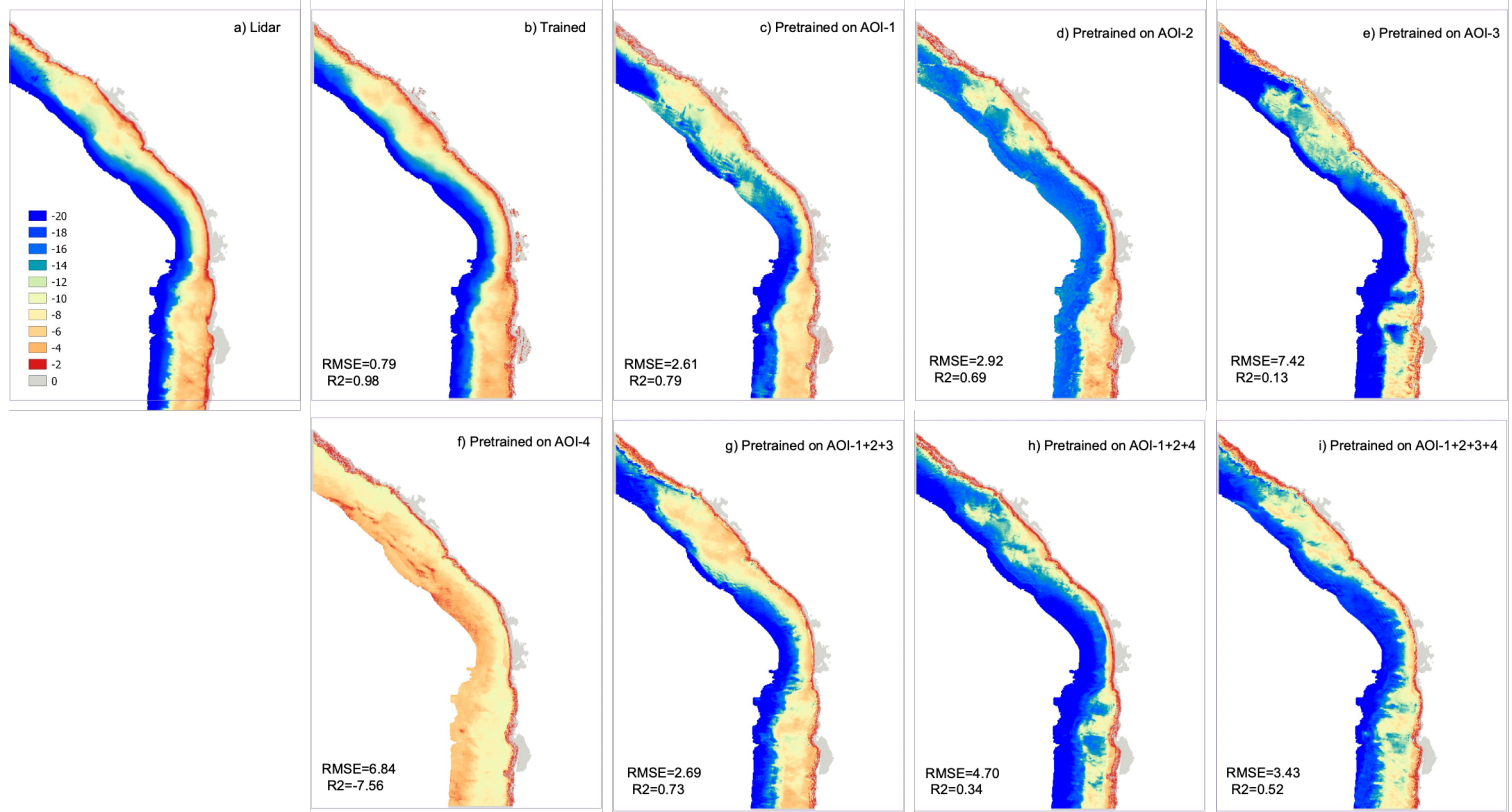 a) Lidar
-20
-18
-16
-14
-12
-10
-8
-6
-4
-2
0
b) Trained
RMSE=0.79
R2=0.98
c) Pretrained on AOI-1
RMSE=2.61
R2=0.79
d) Pretrained on AOI-2
RMSE=2.92
R2=0.69
e) Pretrained on AOI-3
RMSE=7.42
R2=0.13
f) Pretrained on AOI-4
RMSE=6.84
R2=-7.56
g) Pretrained on AOI-1+2+3
RMSE=2.69
R2=0.73
h) Pretrained on AOI-1+2+4
RMSE=4.70
R2=0.34
i) Pretrained on AOI-1+2+3+4
RMSE=3.43
R2=0.52